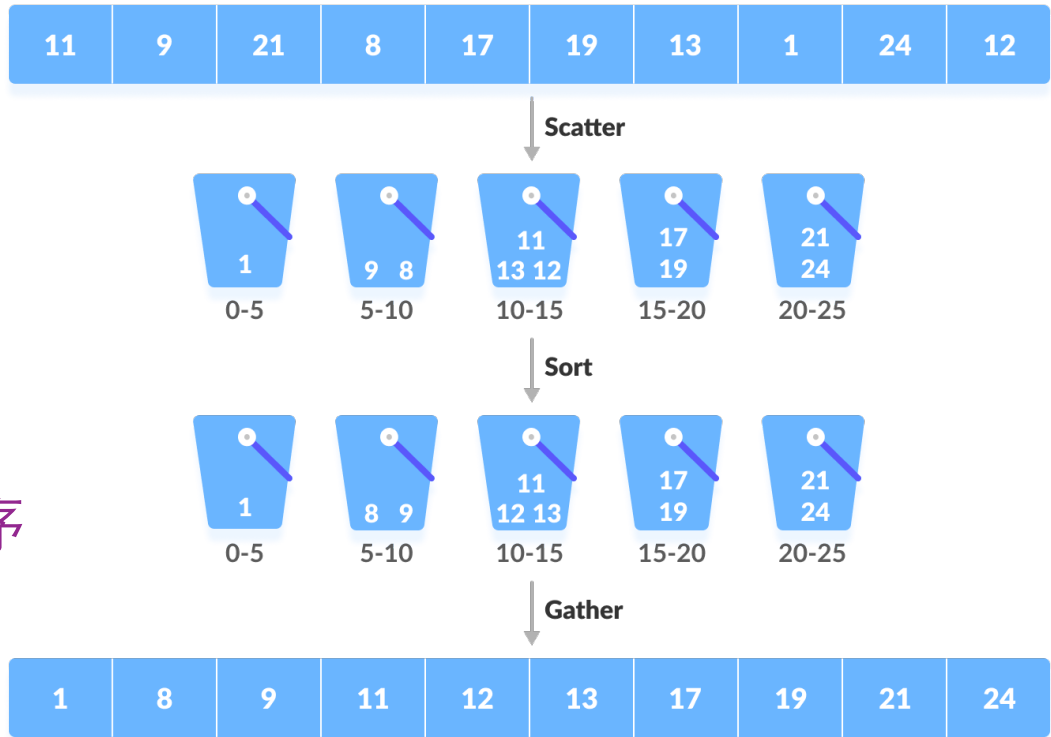 11 9 21 8 17 19 13 1 24 12
Scatter
11 17 21
1 9 8 13 12 19 24
0-5 5-10 10-15 15-20 20-25
Sort
11 17 21
1 8 9 12 13 19 24
序
0-5 5-10 10-15 15-20 20-25
Gather
1 8 9 11 12 13 17 19 21 24